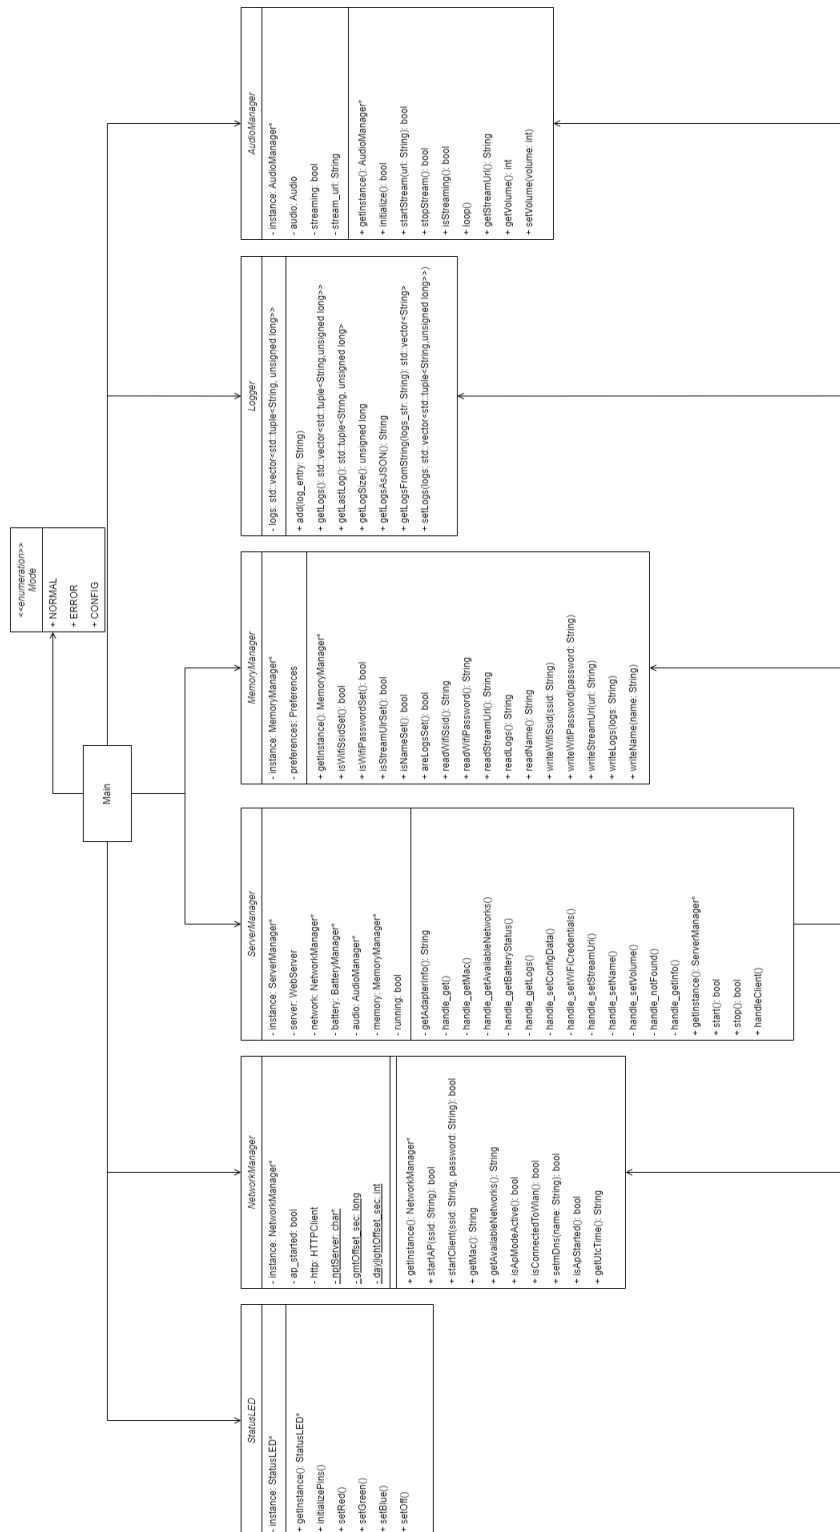 <<enumeration>>
Mode
+ NORMAL
+ ERROR
+ CONFIG
Main
StatusLED
- instance: StatusLED*
+ getInstance(): StatusLED*
+ initializePins()
+ setRed()
+ setGreen()
+ setBlue()
+ setOff()
NetworkManager
- instance: NetworkManager*
- ap_started: bool
- http: HTTPClient
- nptServer: char*
- gmtOffset_sec: long
- daylightOffset_sec: int
+ getInstance(): NetworkManager*
+ startAP(ssid: String): bool
+ startClient(ssid: String, password: String): bool
+ getMac(): String
+ getAvailableNetworks(): String
+ isApModeActive(): bool
+ isConnectedToWlan(): bool
+ setmDns(name: String): bool
+ isApStarted(): bool
+ getUtcTime(): String
ServerManager
- instance: ServerManager*
- server: WebServer
- network: NetworkManager*
- battery: BatteryManager*
- audio: AudioManager*
- memory: MemoryManager*
- running: bool
- getAdapterInfo(): String
- handle_get()
- handle_getMac()
- handle_getAvailableNetworks()
- handle_getBatteryStatus()
- handle_getLogs()
- handle_setConfigData()
- handle_setWiFiCredentials()
- handle_setStreamUrl()
- handle_setName()
- handle_setVolume()
- handle_notFound()
- handle_getInfo()
+ getInstance(): ServerManager*
+ start(): bool
+ stop(): bool
+ handleClient()
MemoryManager
- instance: MemoryManager*
- preferences: Preferences
+ getInstance(): MemoryManager*
+ isWifiSsidSet(): bool
+ isWifiPasswordSet(): bool
+ isStreamUlrSet(): bool
+ isNameSet(): bool
+ areLogsSet(): bool
+ readWifiSsid(): String
+ readWifiPassword(): String
+ readStreamUrl(): String
+ readLogs(): String
+ readName(): String
+ writeWifiSsid(ssid: String)
+ writeWifiPassword(password: String)
+ writeStreamUrl(url: String)
+ writeLogs(logs: String)
+ writeName(name: String)
Logger
- logs: std::vector<std::tuple<String, unsigned long>>
+ add(log_entry: String)
+ getLogs(): std::vector<std::tuple<String,unsigned long>>
+ getLastLog(): std::tuple<String, unsigned long>
+ getLogSize(): unsigned long
+ getLogsAsJSON(): String
+ getLogsFromString(logs_str: String): std::vector<String>
+ setLogs(logs: std::vector<std::tuple<String,unsigned long>>)
AudioManager
- instance: AudioManager*
- audio: Audio
- streaming: bool
- stream_url: String
+ getInstance(): AudioManager*
+ initialize(): bool
+ startStream(url: String): bool
+ stopStream(): bool
+ isStreaming(): bool
+ loop()
+ getStreamUrl(): String
+ getVolume(): int
+ setVolume(volume: int)